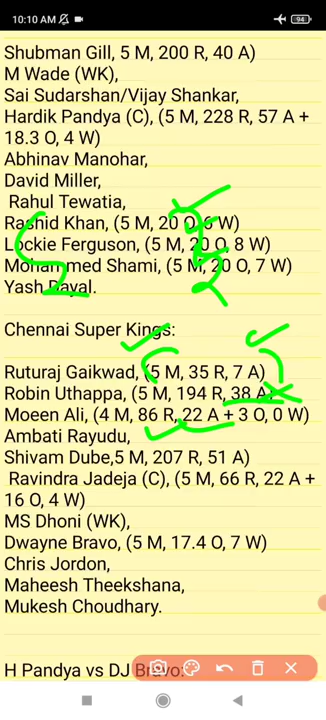 10:10 AM
94
Shubman Gill, 5 M, 200 R, 40 A)
M Wade (WK),
Sai Sudarshan/Vijay Shankar,
Hardik Pandya (C), (5 M, 228 R, 57 A +
18.3 O, 4 W)
Abhinav Manohar,
David Miller,
Rahul Tewatia,
Rashid Khan, (5 M, 20 O, 6 W)
Lockie Ferguson, (5 M, 20 O, 8 W)
Mohammed Shami, (5 M, 20 O, 7 W)
Yash Dayal.
Chennai Super Kings:
Ruturaj Gaikwad, (5 M, 35 R, 7 A)
Robin Uthappa, (5 M, 194 R, 38 A)
Moeen Ali, (4 M, 86 R, 22 A + 3 O, 0 W)
Ambati Rayudu,
Shivam Dube,5 M, 207 R, 51 A)
Ravindra Jadeja (C), (5 M, 66 R, 22 A +
16 O, 4 W)
MS Dhoni (WK),
Dwayne Bravo, (5 M, 17.4 O, 7 W)
Chris Jordon,
Maheesh Theekshana,
Mukesh Choudhary.
H Pandya vs DJ Bravo: